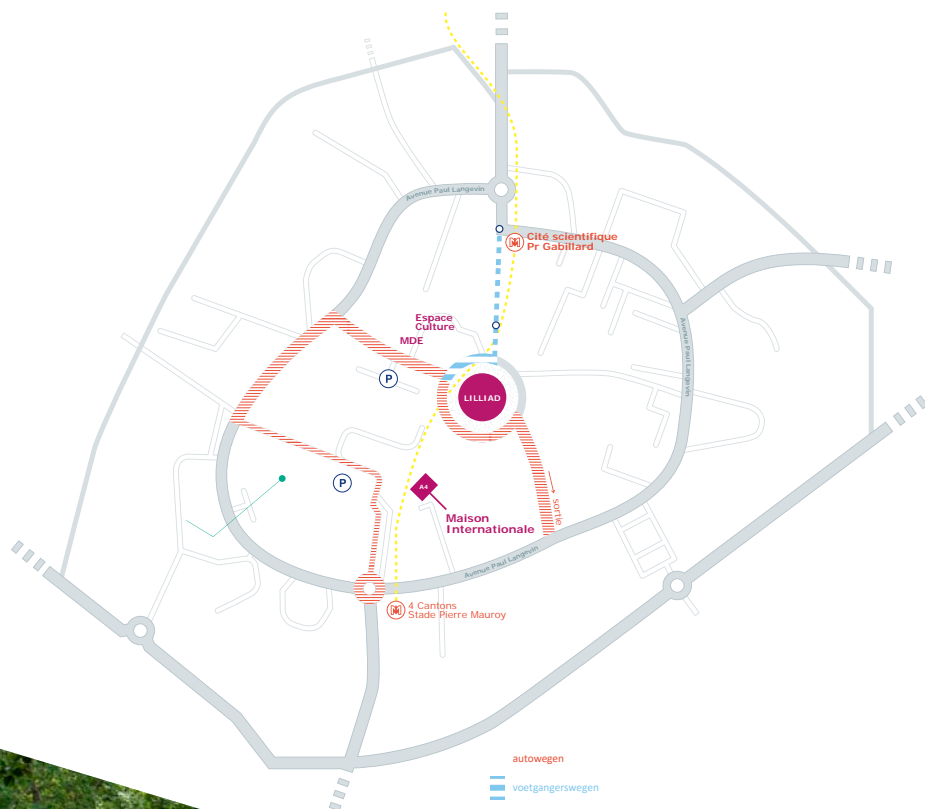 Avenue Paul Langevin
Cité scientifique
Pr Gabillard
Espace
Culture
MDE
P
LILLIAD
Avenue Paul Langevin
P
A4
sortie
Maison
Internationale
Avenue Paul Langevin
4 Cantons
Stade Pierre Mauroy
autowegen
voetgangerswegen